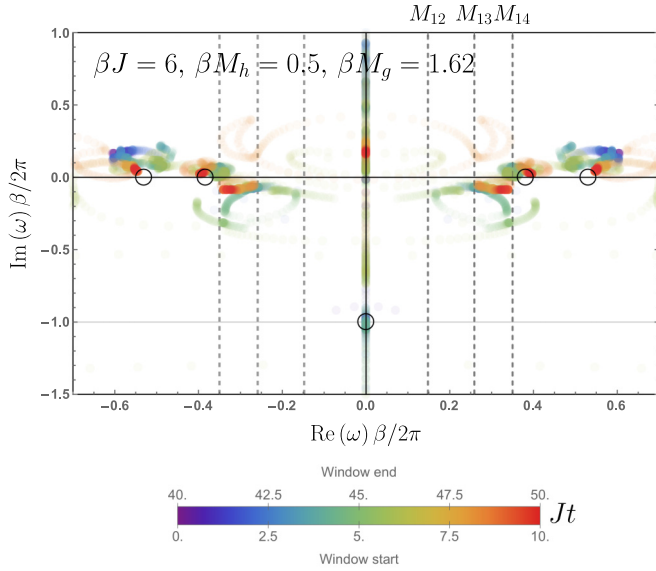 M₁₂ M₁₃ M₁₄
βJ = 6, βM_h = 0.5, βM_g = 1.62
1.0
0.5
0.0
−0.5
−1.0
−1.5
Im (ω) β/2π
−0.6 −0.4 −0.2 0.0 0.2 0.4 0.6
Re (ω) β/2π
Window end
40. 42.5 45. 47.5 50.
Jt
0. 2.5 5. 7.5 10.
Window start